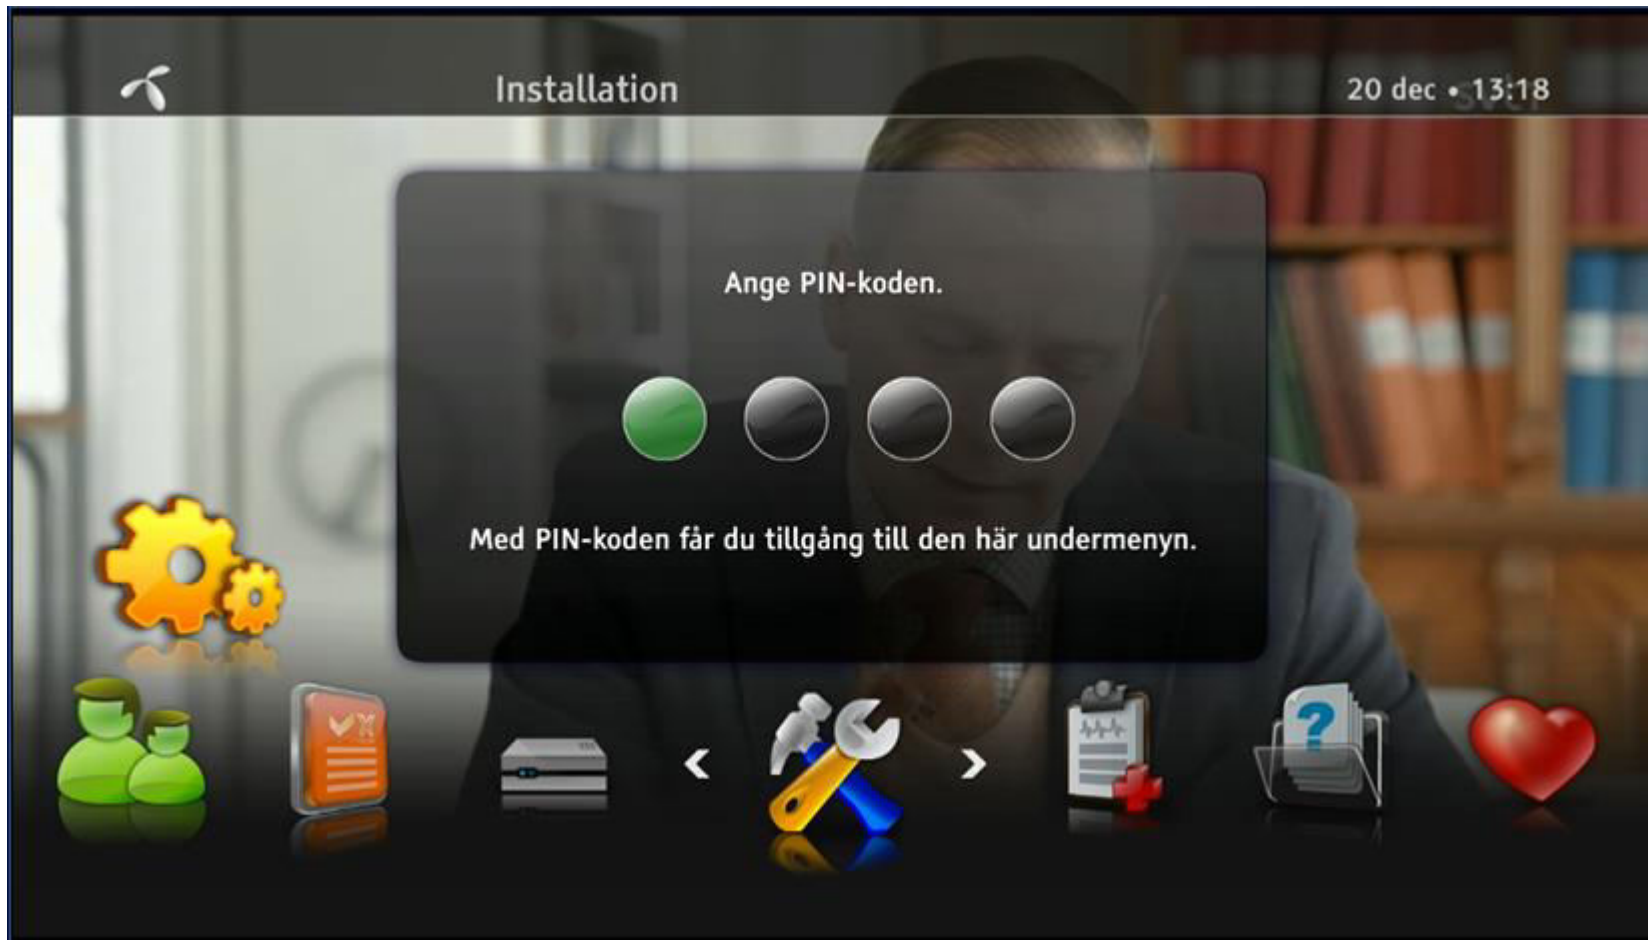 Installation
20 dec • 13:18
Ange PIN-koden.
Med PIN-koden får du tillgång till den här undermenyn.
?